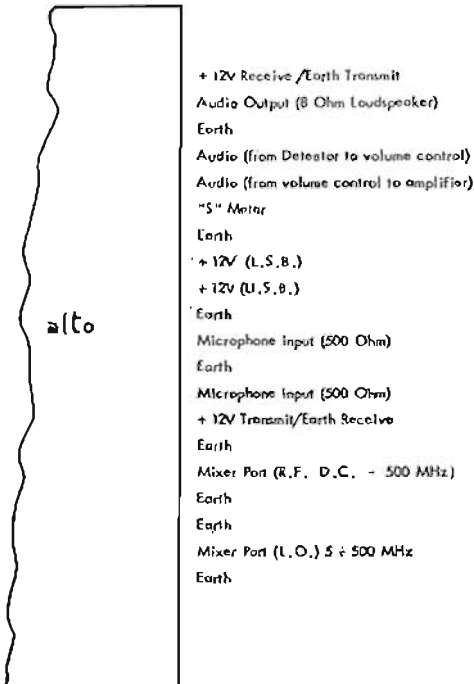 + 12V Receive/Earth Transmit
Audio Output (8 Ohm Loudspeaker)
Earth
Audio (from Detector to volume control)
Audio (from volume control to amplifier)
"S" Meter
Earth
+ 12V (L.S.B.)
+ 12V (U.S.B.)
Earth
alto
Microphone Input (500 Ohm)
Earth
Microphone Input (500 Ohm)
+ 12V Transmit/Earth Receive
Earth
Mixer Port (R.F. D.C. - 500 MHz)
Earth
Earth
Mixer Port (L.O.) 5 ÷ 500 MHz
Earth